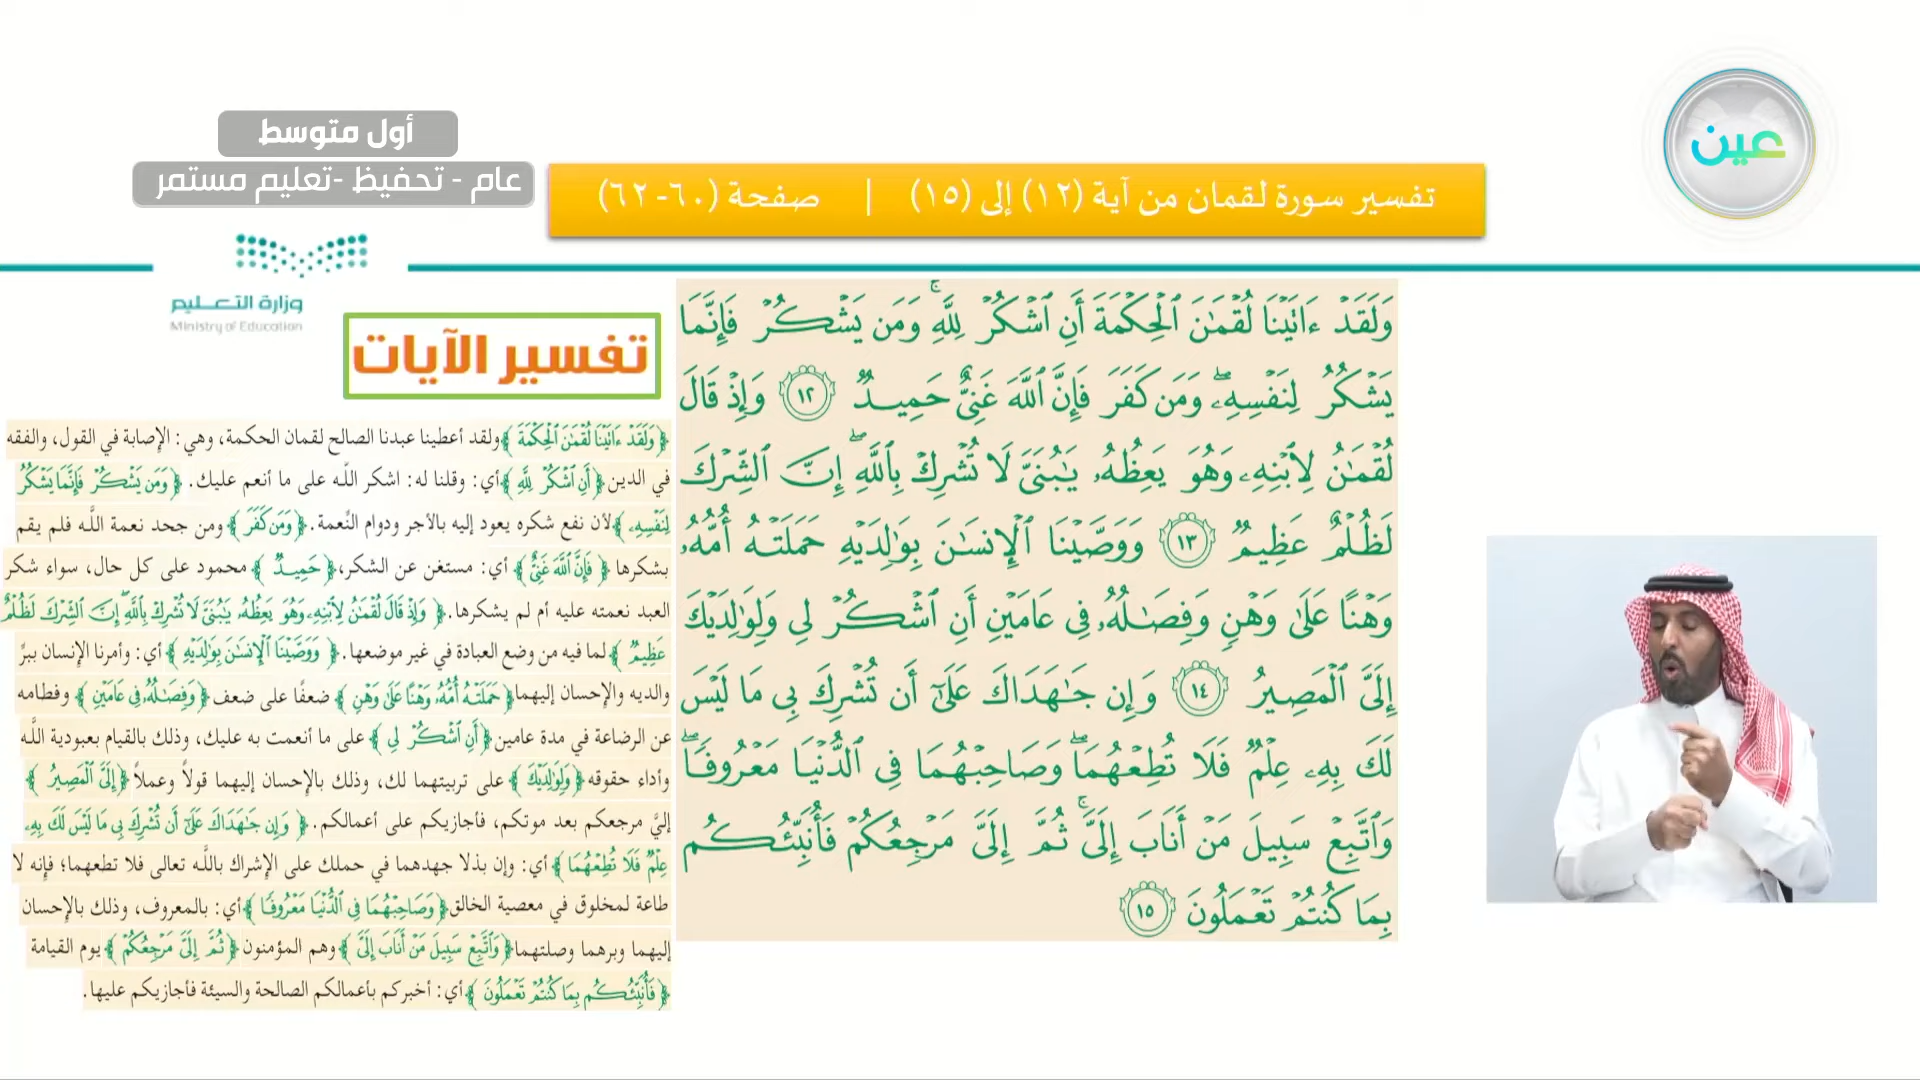 عين
أول متوسط
عام - تحفيظ -تعليم مستمر
تفسير سورة لقمان من آية (١٢) إلى (١٥) | صفحة (٦٠-٦٢)
وزارة التعليم
Ministry of Education
وَلَقَدْ ءَاتَيْنَا لُقْمَٰنَ ٱلْحِكْمَةَ أَنِ ٱشْكُرْ لِلَّهِ ۚ وَمَن يَشْكُرْ فَإِنَّمَا
يَشْكُرُ لِنَفْسِهِۦ ۖ وَمَن كَفَرَ فَإِنَّ ٱللَّهَ غَنِىٌّ حَمِيدٌ ١٢ وَإِذْ قَالَ
لُقْمَٰنُ لِٱبْنِهِۦ وَهُوَ يَعِظُهُۥ يَٰبُنَىَّ لَا تُشْرِكْ بِٱللَّهِ ۖ إِنَّ ٱلشِّرْكَ
لَظُلْمٌ عَظِيمٌ ١٣ وَوَصَّيْنَا ٱلْإِنسَٰنَ بِوَٰلِدَيْهِ حَمَلَتْهُ أُمُّهُۥ
وَهْنًا عَلَىٰ وَهْنٍ وَفِصَٰلُهُۥ فِى عَامَيْنِ أَنِ ٱشْكُرْ لِى وَلِوَٰلِدَيْكَ
إِلَىَّ ٱلْمَصِيرُ ١٤ وَإِن جَٰهَدَاكَ عَلَىٰٓ أَن تُشْرِكَ بِى مَا لَيْسَ
لَكَ بِهِۦ عِلْمٌ فَلَا تُطِعْهُمَا ۖ وَصَاحِبْهُمَا فِى ٱلدُّنْيَا مَعْرُوفًا ۖ
وَٱتَّبِعْ سَبِيلَ مَنْ أَنَابَ إِلَىَّ ۚ ثُمَّ إِلَىَّ مَرْجِعُكُمْ فَأُنَبِّئُكُم
بِمَا كُنتُمْ تَعْمَلُونَ ١٥
تفسير الآيات
﴿وَلَقَدْ ءَاتَيْنَا لُقْمَٰنَ ٱلْحِكْمَةَ﴾ ولقد أعطينا عبدنا الصالح لقمان الحكمة، وهي: الإصابة في القول، والفقه
في الدين ﴿أَنِ ٱشْكُرْ لِلَّهِ﴾ أي: وقلنا له: اشكر اللَّه على ما أنعم عليك. ﴿وَمَن يَشْكُرْ فَإِنَّمَا يَشْكُرُ
لِنَفْسِهِۦ﴾ لأن نفع شكره يعود إليه بالأجر ودوام النِّعمة. ﴿وَمَن كَفَرَ﴾ ومن جحد نعمة اللَّه فلم يقم
بشكرها ﴿فَإِنَّ ٱللَّهَ غَنِىٌّ﴾ أي: مستغن عن الشكر، ﴿حَمِيدٌ﴾ محمود على كل حال، سواء شكر
العبد نعمته عليه أم لم يشكرها. ﴿وَإِذْ قَالَ لُقْمَٰنُ لِٱبْنِهِۦ وَهُوَ يَعِظُهُۥ يَٰبُنَىَّ لَا تُشْرِكْ بِٱللَّهِ ۖ إِنَّ ٱلشِّرْكَ لَظُلْمٌ
عَظِيمٌ﴾ لما فيه من وضع العبادة في غير موضعها. ﴿وَوَصَّيْنَا ٱلْإِنسَٰنَ بِوَٰلِدَيْهِ﴾ أي: وأمرنا الإنسان ببرِّ
والديه والإحسان إليهما ﴿حَمَلَتْهُ أُمُّهُۥ وَهْنًا عَلَىٰ وَهْنٍ﴾ ضعفًا على ضعف ﴿وَفِصَٰلُهُۥ فِى عَامَيْنِ﴾ وفطامه
عن الرضاعة في مدة عامين ﴿أَنِ ٱشْكُرْ لِى﴾ على ما أنعمت به عليك، وذلك بالقيام بعبودية اللَّه
وأداء حقوقه ﴿وَلِوَٰلِدَيْكَ﴾ على تربيتهما لك، وذلك بالإحسان إليهما قولاً وعملاً ﴿إِلَىَّ ٱلْمَصِيرُ﴾
إليَّ مرجعكم بعد موتكم، فأجازيكم على أعمالكم. ﴿وَإِن جَٰهَدَاكَ عَلَىٰٓ أَن تُشْرِكَ بِى مَا لَيْسَ لَكَ بِهِۦ
عِلْمٌ فَلَا تُطِعْهُمَا﴾ أي: وإن بذلا جهدهما في حملك على الإشراك باللَّه تعالى فلا تطعهما؛ فإنه لا
طاعة لمخلوق في معصية الخالق ﴿وَصَاحِبْهُمَا فِى ٱلدُّنْيَا مَعْرُوفًا﴾ أي: بالمعروف، وذلك بالإحسان
إليهما وبرهما وصلتهما ﴿وَٱتَّبِعْ سَبِيلَ مَنْ أَنَابَ إِلَىَّ﴾ وهم المؤمنون ﴿ثُمَّ إِلَىَّ مَرْجِعُكُمْ﴾ يوم القيامة
﴿فَأُنَبِّئُكُم بِمَا كُنتُمْ تَعْمَلُونَ﴾ أي: أخبركم بأعمالكم الصالحة والسيئة فأجازيكم عليها.